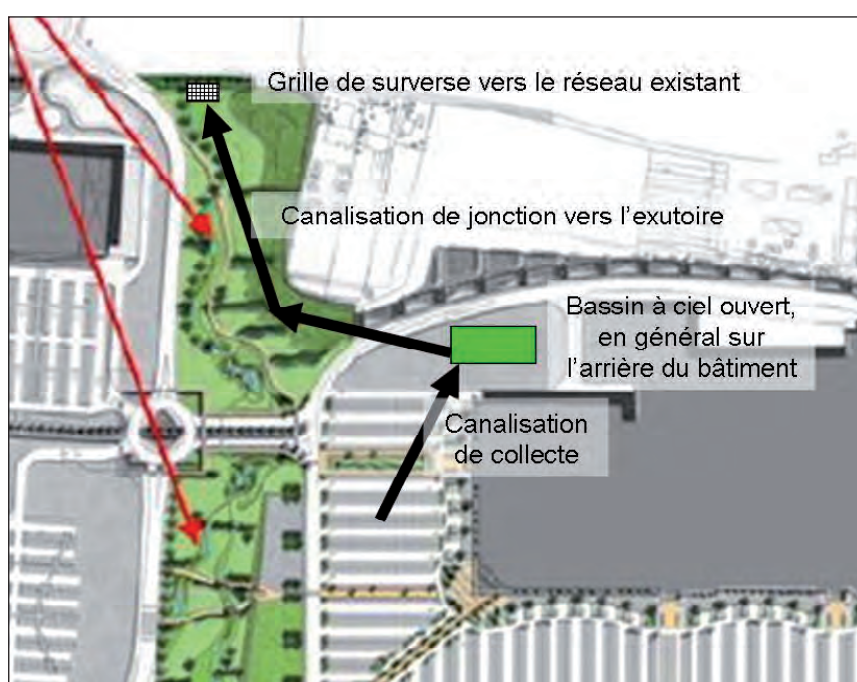 Grille de surverse vers le réseau existant
Canalisation de jonction vers l'exutoire
Bassin à ciel ouvert,
en général sur
l'arrière du bâtiment
Canalisation
de collecte